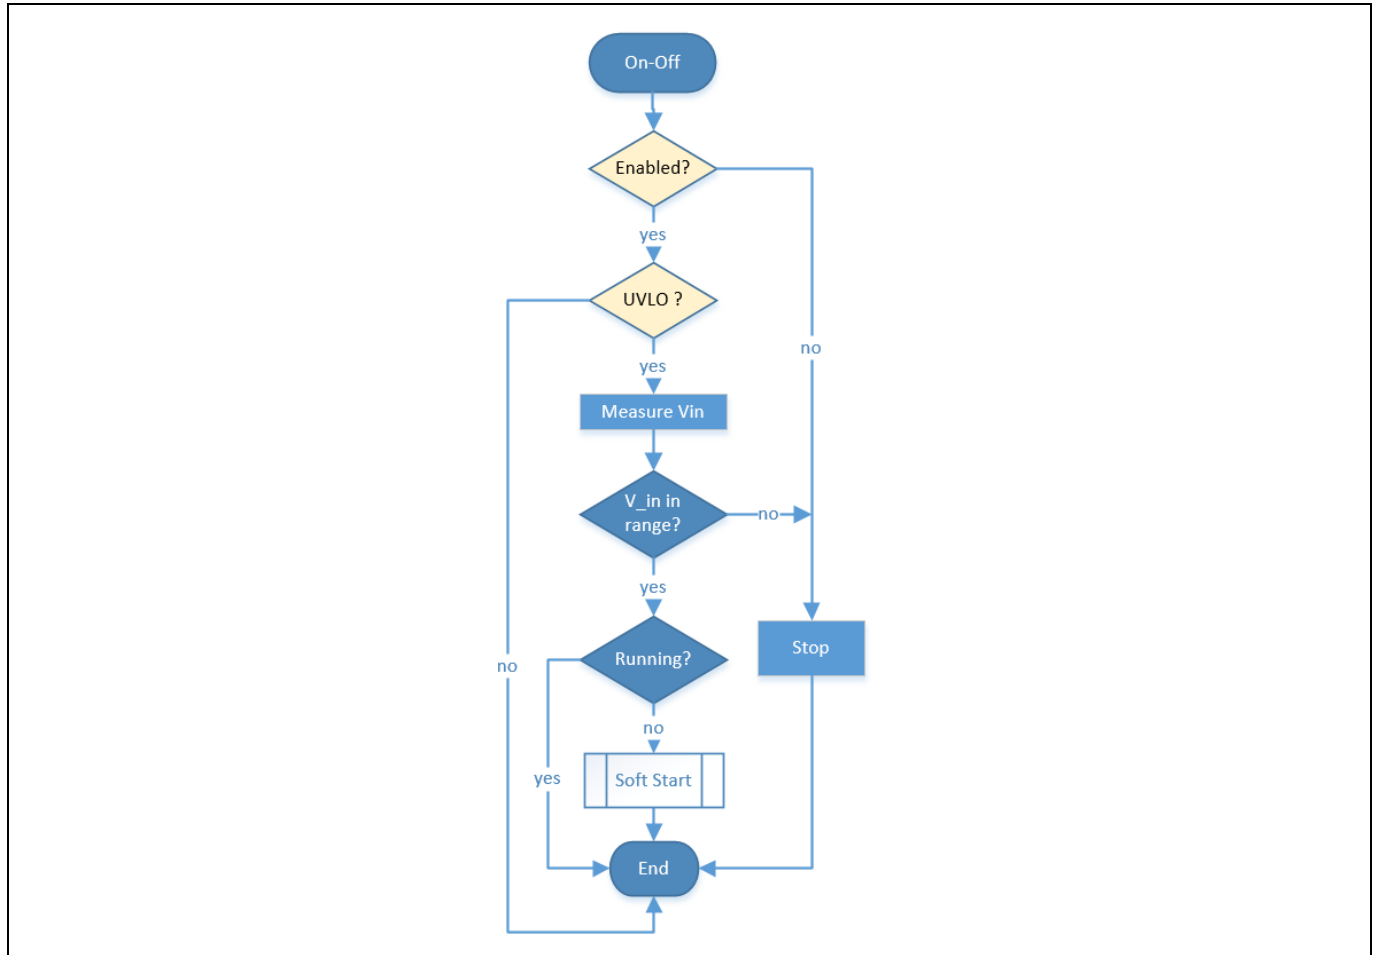 On-Off
Enabled?
yes
UVLO ?
no
yes
Measure Vin
V_in in
range?
no
yes
Running?
Stop
no
no
Soft Start
yes
End